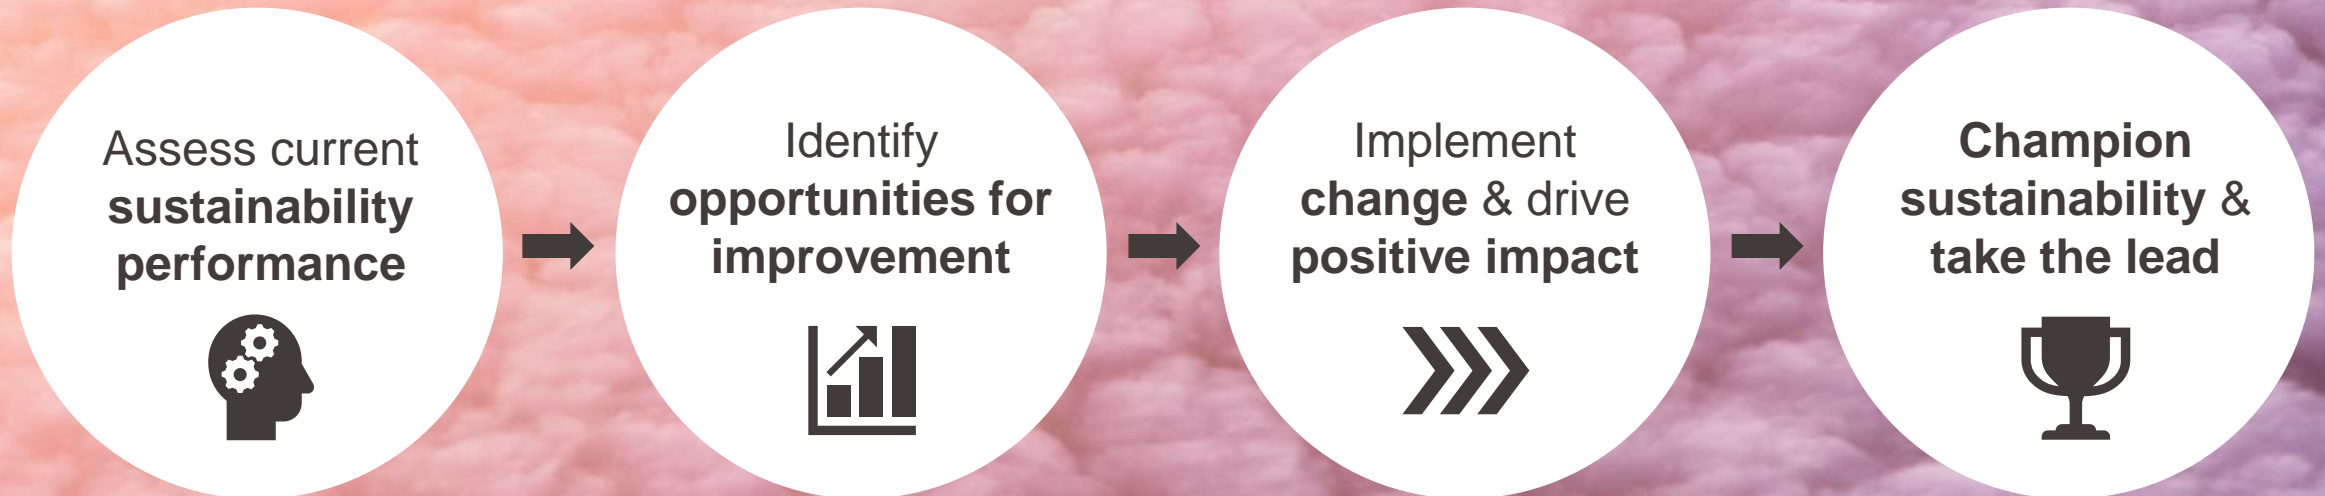 Assess current
sustainability
performance
Identify
opportunities for
improvement
Implement
change & drive
positive impact
Champion
sustainability &
take the lead